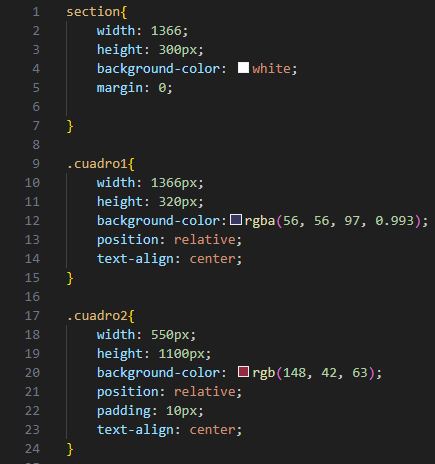 1 section{
2 width: 1366;
3 height: 300px;
4 background-color: white;
5 margin: 0;
6
7 }
8
9 .cuadro1{
10 width: 1366px;
11 height: 320px;
12 background-color: rgba(56, 56, 97, 0.993);
13 position: relative;
14 text-align: center;
15 }
16
17 .cuadro2{
18 width: 550px;
19 height: 1100px;
20 background-color: rgb(148, 42, 63);
21 position: relative;
22 padding: 10px;
23 text-align: center;
24 }